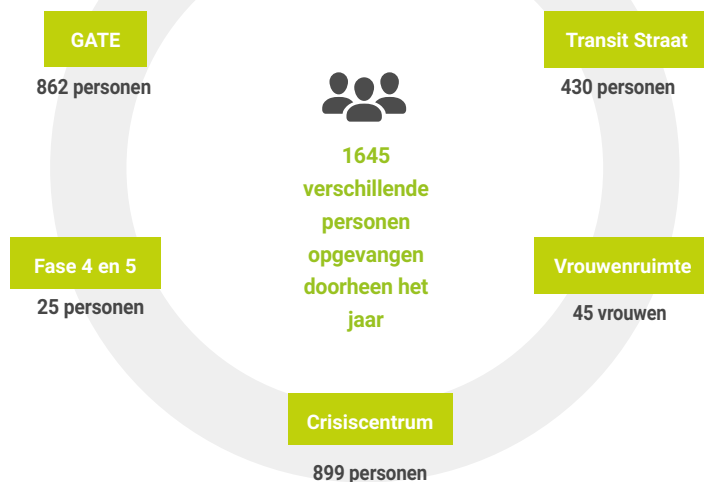 GATE
862 personen
Transit Straat
430 personen
1645
verschillende
personen
opgevangen
doorheen het
jaar
Fase 4 en 5
25 personen
Vrouwenruimte
45 vrouwen
Crisiscentrum
899 personen